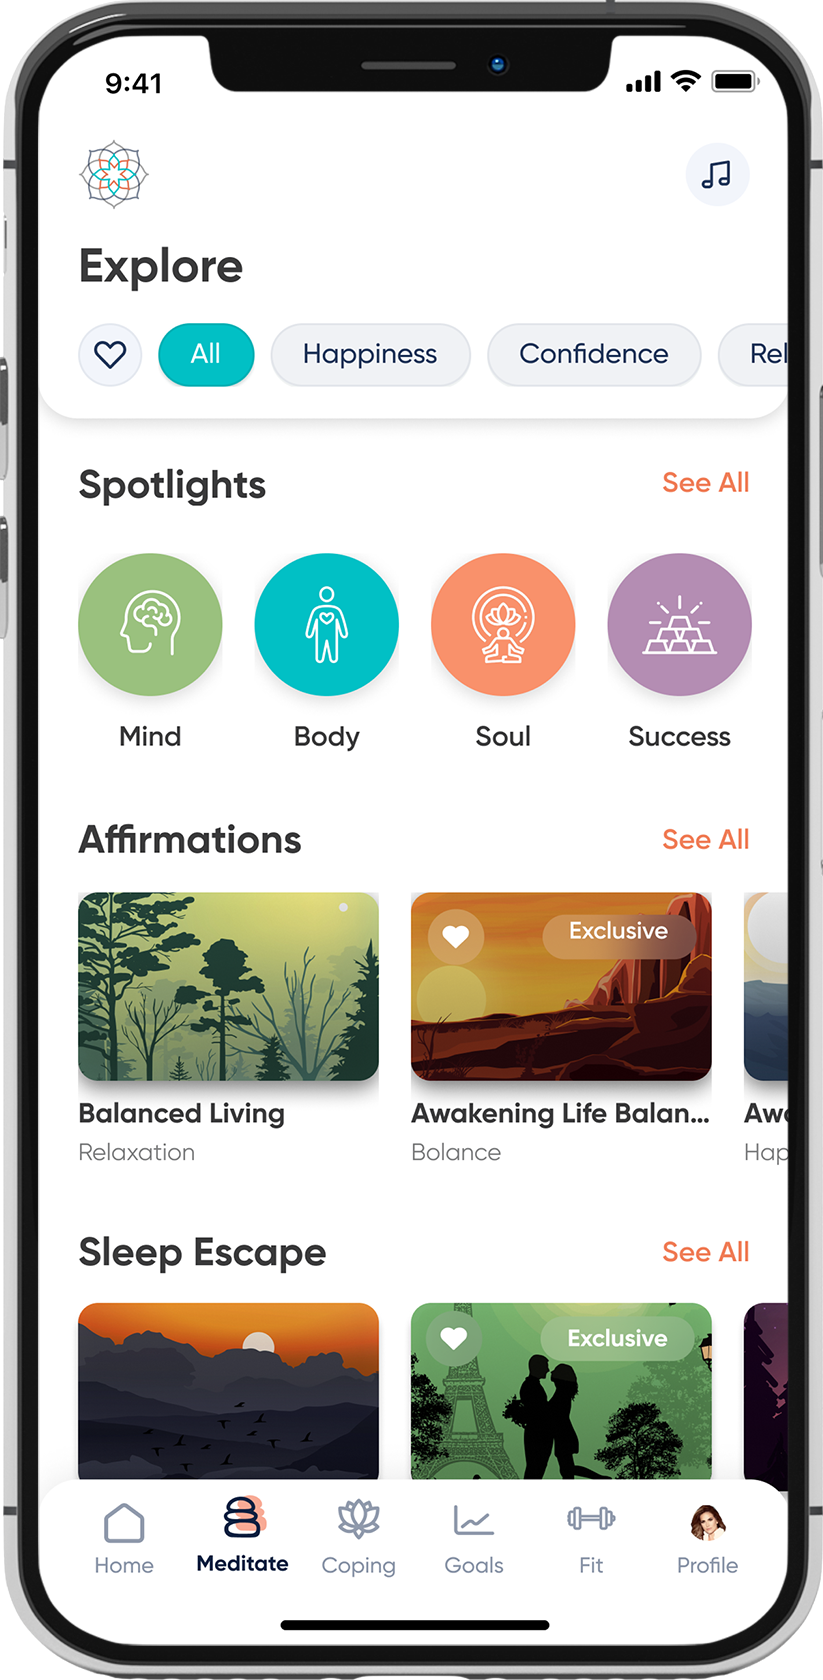 9:41
Explore
All Happiness Confidence Rel
Spotlights See All
Mind Body Soul Success
Affirmations See All
Exclusive
Balanced Living Awakening Life Balan... Awa
Relaxation Bolance Hap
Sleep Escape See All
Exclusive
Home Meditate Coping Goals Fit Profile